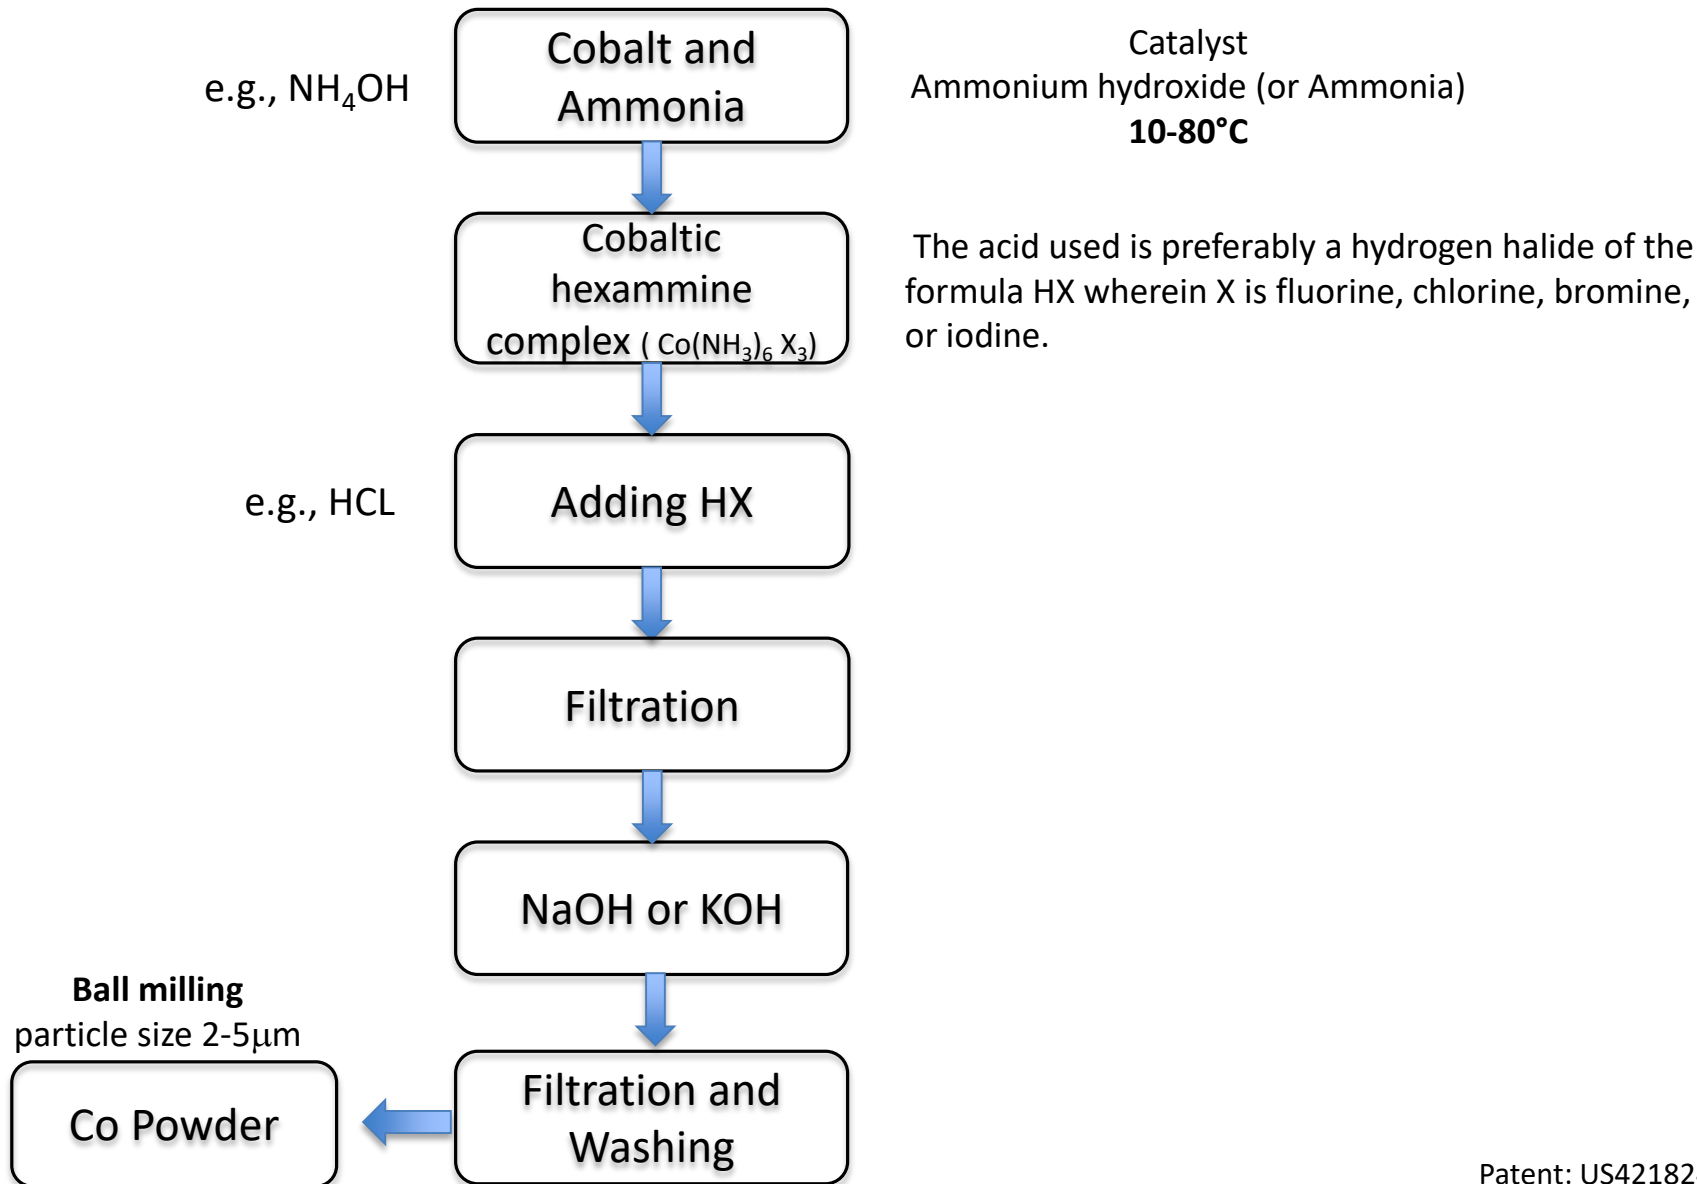 Cobalt and
Ammonia
e.g., NH₄OH
Catalyst
Ammonium hydroxide (or Ammonia)
10-80°C
Cobaltic
hexammine
complex ( Co(NH₃)₆ X₃)
The acid used is preferably a hydrogen halide of the
formula HX wherein X is fluorine, chlorine, bromine,
or iodine.
e.g., HCL
Adding HX
Filtration
NaOH or KOH
Ball milling
particle size 2-5μm
Co Powder
Filtration and
Washing
Patent: